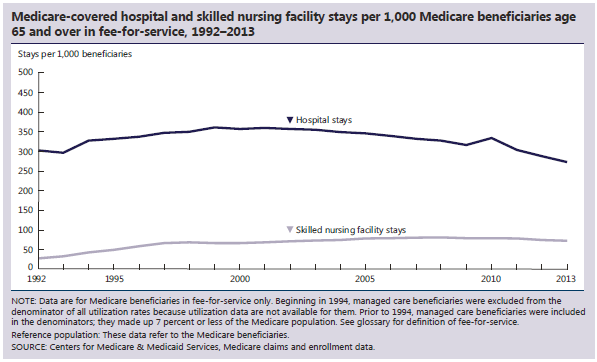 Medicare-covered hospital and skilled nursing facility stays per 1,000 Medicare beneficiaries age
65 and over in fee-for-service, 1992–2013
Stays per 1,000 beneficiaries
500
450
400
350
300
250
200
150
100
50
0
▼ Hospital stays
▼ Skilled nursing facility stays
1992 1995 2000 2005 2010 2013
NOTE: Data are for Medicare beneficiaries in fee-for-service only. Beginning in 1994, managed care beneficiaries were excluded from the
denominator of all utilization rates because utilization data are not available for them. Prior to 1994, managed care beneficiaries were included
in the denominators; they made up 7 percent or less of the Medicare population. See glossary for definition of fee-for-service.
Reference population: These data refer to the Medicare beneficiaries.
SOURCE: Centers for Medicare & Medicaid Services, Medicare claims and enrollment data.